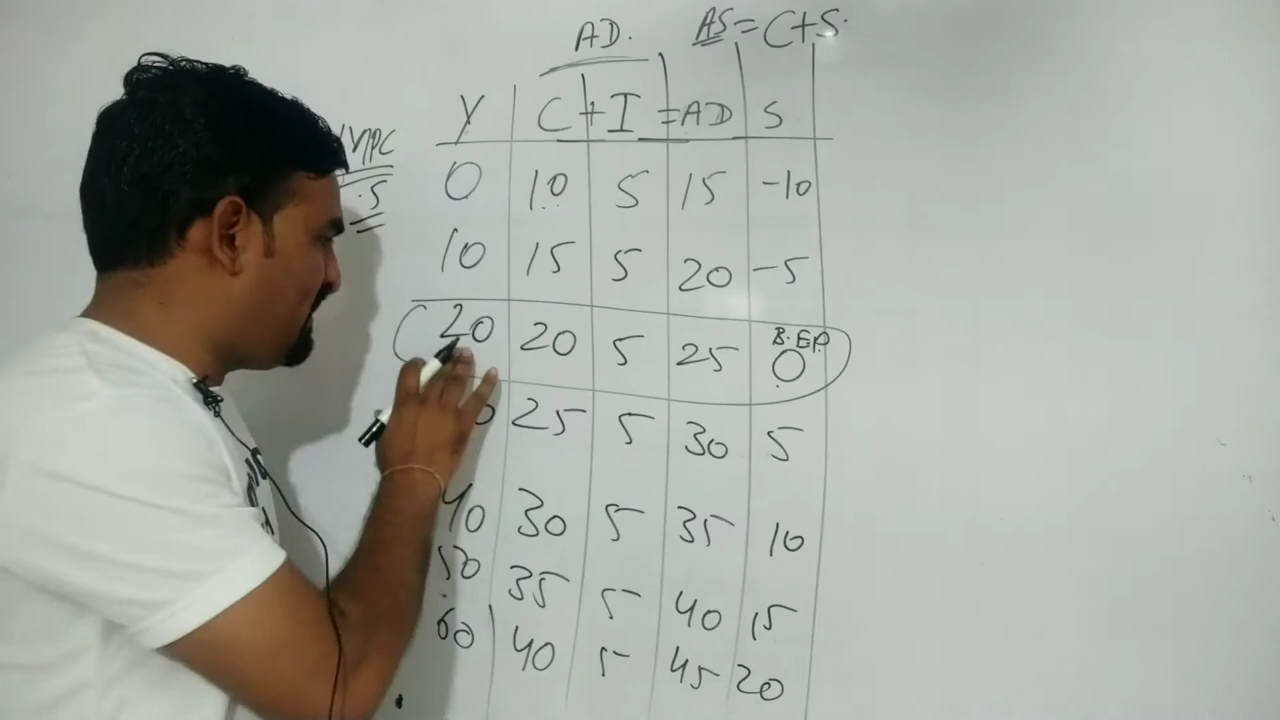 AD. AS = C+S.
MPC
.5
Y C + I = AD S
0 10 5 15 -10
10 15 5 20 -5
B.EP.
20 20 5 25 0
0 25 5 30 5
40 30 5 35 10
50 35 5 40 15
60 40 5 45 20